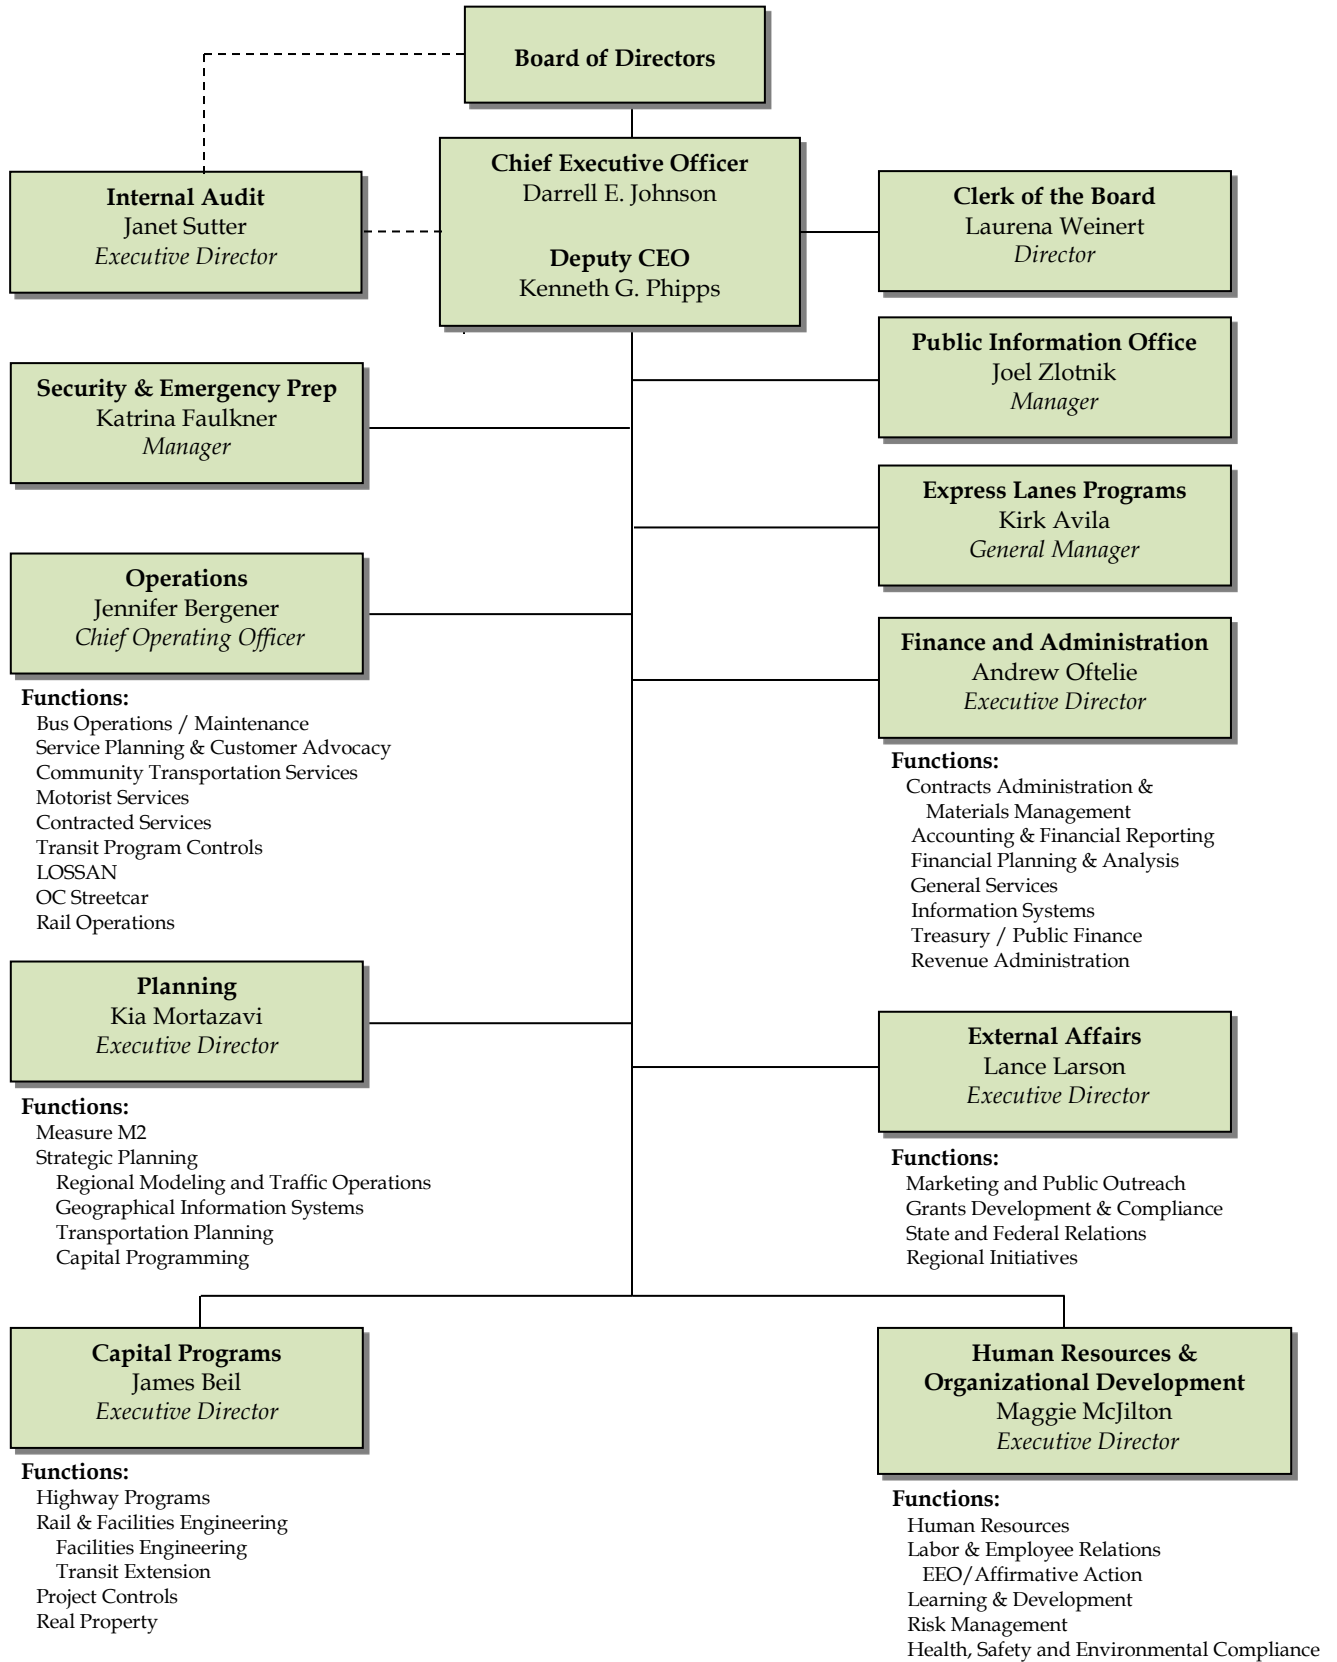 Board of Directors
Chief Executive Officer
Darrell E. Johnson
Deputy CEO
Kenneth G. Phipps
Internal Audit
Janet Sutter
Executive Director
Clerk of the Board
Laurena Weinert
Director
Public Information Office
Joel Zlotnik
Manager
Security & Emergency Prep
Katrina Faulkner
Manager
Express Lanes Programs
Kirk Avila
General Manager
Operations
Jennifer Bergener
Chief Operating Officer
Functions:
Bus Operations / Maintenance
Service Planning & Customer Advocacy
Community Transportation Services
Motorist Services
Contracted Services
Transit Program Controls
LOSSAN
OC Streetcar
Rail Operations
Finance and Administration
Andrew Oftelie
Executive Director
Functions:
Contracts Administration &
Materials Management
Accounting & Financial Reporting
Financial Planning & Analysis
General Services
Information Systems
Treasury / Public Finance
Revenue Administration
Planning
Kia Mortazavi
Executive Director
Functions:
Measure M2
Strategic Planning
Regional Modeling and Traffic Operations
Geographical Information Systems
Transportation Planning
Capital Programming
External Affairs
Lance Larson
Executive Director
Functions:
Marketing and Public Outreach
Grants Development & Compliance
State and Federal Relations
Regional Initiatives
Capital Programs
James Beil
Executive Director
Functions:
Highway Programs
Rail & Facilities Engineering
Facilities Engineering
Transit Extension
Project Controls
Real Property
Human Resources &
Organizational Development
Maggie McJilton
Executive Director
Functions:
Human Resources
Labor & Employee Relations
EEO/Affirmative Action
Learning & Development
Risk Management
Health, Safety and Environmental Compliance